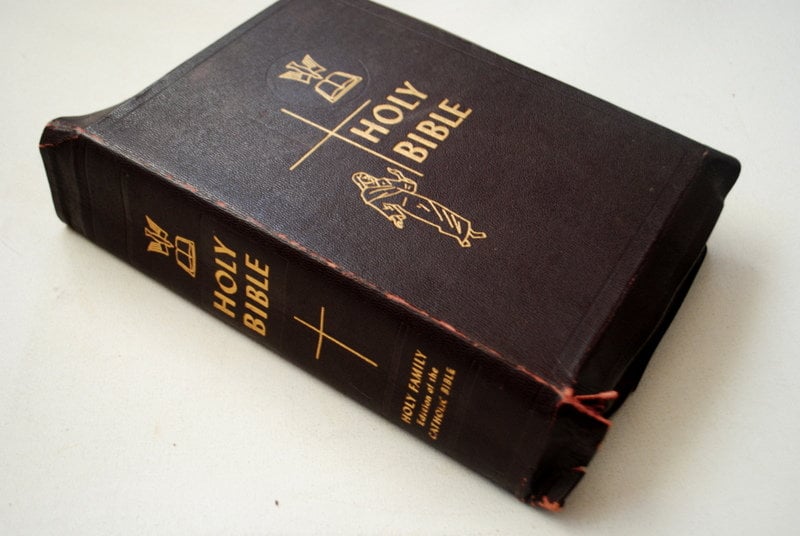 HOLY
BIBLE
HOLY
BIBLE
HOLY FAMILY
Edition of the
CATHOLIC BIBLE